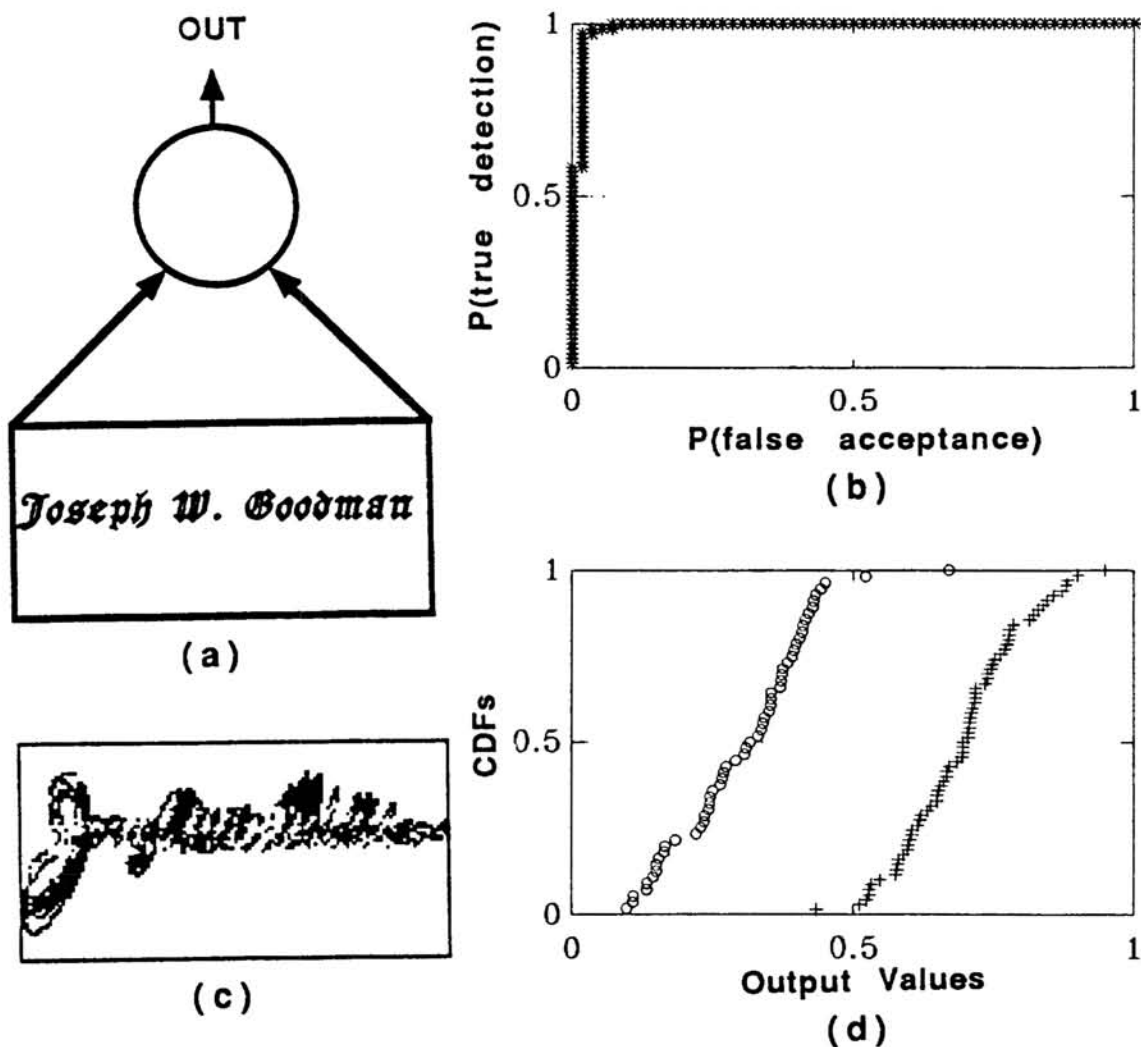 OUT
Joseph W. Goodman
(a)
(c)
P(true detection)
1
0.5
0
0
0.5
1
P(false acceptance)
(b)
CDFs
1
0.5
0
0
0.5
1
Output Values
(d)